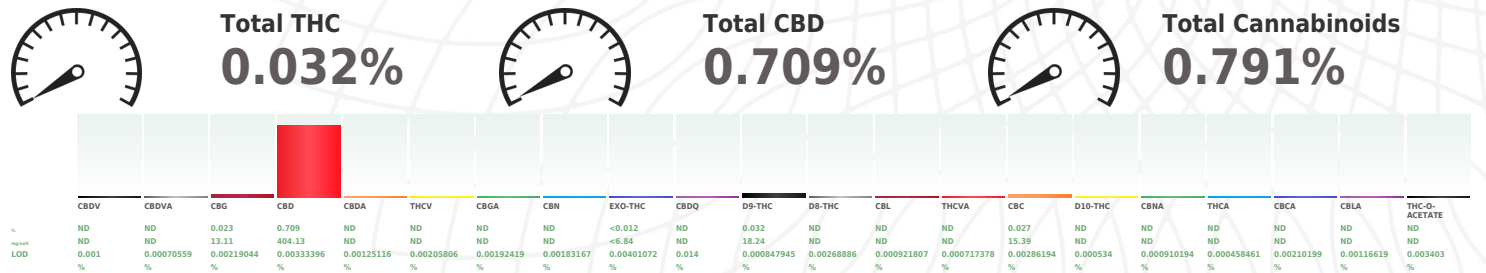 Total THC
0.032%
Total CBD
0.709%
Total Cannabinoids
0.791%
CBDV CBDVA CBG CBD CBDA THCV CBGA CBN EXO-THC CBDQ D9-THC D8-THC CBL THCVA CBC D10-THC CBNA THCA CBCA CBLA THC-O-
ACETATE
% ND ND 0.023 0.709 ND ND ND ND <0.012 ND 0.032 ND ND ND 0.027 ND ND ND ND ND ND
mg/unit ND ND 13.11 404.13 ND ND ND ND <6.84 ND 18.24 ND ND ND 15.39 ND ND ND ND ND ND
LOD 0.001 0.00070559 0.00219044 0.00333396 0.00125116 0.00205806 0.00192419 0.00183167 0.00401072 0.014 0.000847945 0.00268886 0.000921807 0.000717378 0.00286194 0.000534 0.000910194 0.000458461 0.00210199 0.00116619 0.003403
% % % % % % % % % % % % % % % % % % % % %